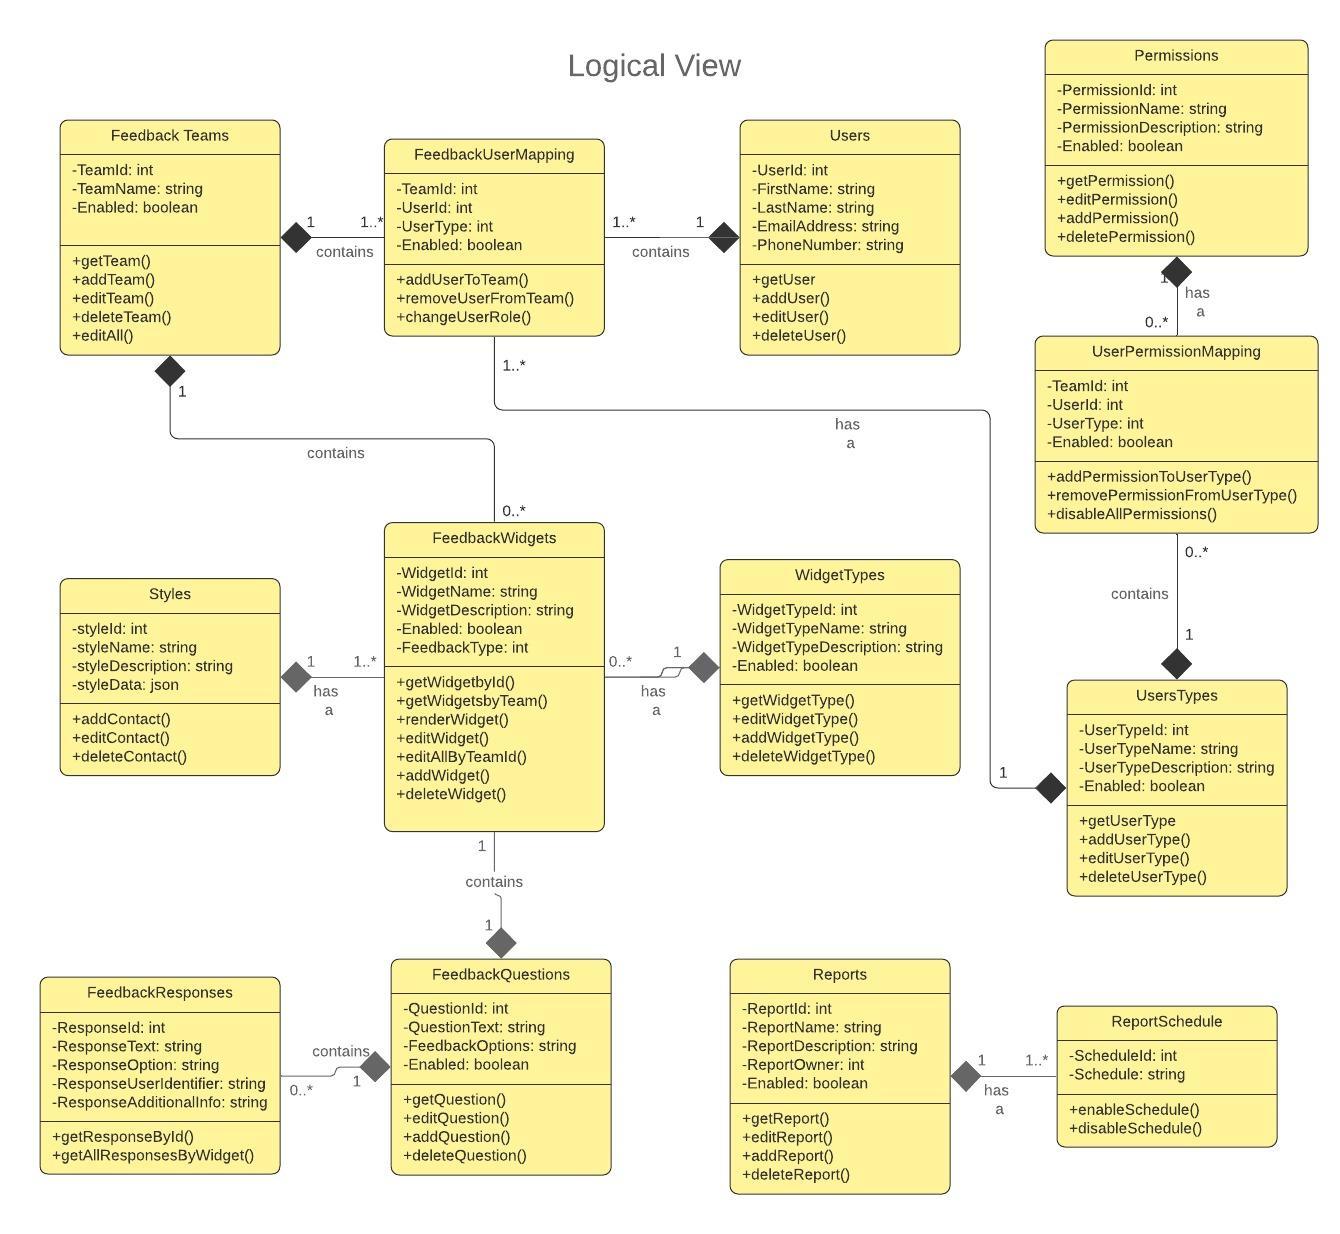 Logical View
Feedback Teams
-TeamId: int
-TeamName: string
-Enabled: boolean
+getTeam()
+addTeam()
+editTeam()
+deleteTeam()
+editAll()
1
contains
1..*
FeedbackUserMapping
-TeamId: int
-UserId: int
-UserType: int
-Enabled: boolean
+addUserToTeam()
+removeUserFromTeam()
+changeUserRole()
1..*
contains
1
Users
-UserId: int
-FirstName: string
-LastName: string
-EmailAddress: string
-PhoneNumber: string
+getUser
+addUser()
+editUser()
+deleteUser()
Permissions
-PermissionId: int
-PermissionName: string
-PermissionDescription: string
-Enabled: boolean
+getPermission()
+editPermission()
+addPermission()
+deletePermission()
1
has
a
0..*
UserPermissionMapping
-TeamId: int
-UserId: int
-UserType: int
-Enabled: boolean
+addPermissionToUserType()
+removePermissionFromUserType()
+disableAllPermissions()
0..*
contains
1
UsersTypes
-UserTypeId: int
-UserTypeName: string
-UserTypeDescription: string
-Enabled: boolean
+getUserType
+addUserType()
+editUserType()
+deleteUserType()
1..*
has
a
1
1
contains
0..*
FeedbackWidgets
-WidgetId: int
-WidgetName: string
-WidgetDescription: string
-Enabled: boolean
-FeedbackType: int
+getWidgetbyId()
+getWidgetsbyTeam()
+renderWidget()
+editWidget()
+editAllByTeamId()
+addWidget()
+deleteWidget()
Styles
-styleId: int
-styleName: string
-styleDescription: string
-styleData: json
+addContact()
+editContact()
+deleteContact()
1
has
a
1..*
0..*
has
a
1
WidgetTypes
-WidgetTypeId: int
-WidgetTypeName: string
-WidgetTypeDescription: string
-Enabled: boolean
+getWidgetType()
+editWidgetType()
+addWidgetType()
+deleteWidgetType()
1
contains
1
FeedbackQuestions
-QuestionId: int
-QuestionText: string
-FeedbackOptions: string
-Enabled: boolean
+getQuestion()
+editQuestion()
+addQuestion()
+deleteQuestion()
FeedbackResponses
-ResponseId: int
-ResponseText: string
-ResponseOption: string
-ResponseUserIdentifier: string
-ResponseAdditionalInfo: string
+getResponseById()
+getAllResponsesByWidget()
contains
0..*
1
Reports
-ReportId: int
-ReportName: string
-ReportDescription: string
-ReportOwner: int
-Enabled: boolean
+getReport()
+editReport()
+addReport()
+deleteReport()
1
has
a
1..*
ReportSchedule
-ScheduleId: int
-Schedule: string
+enableSchedule()
+disableSchedule()